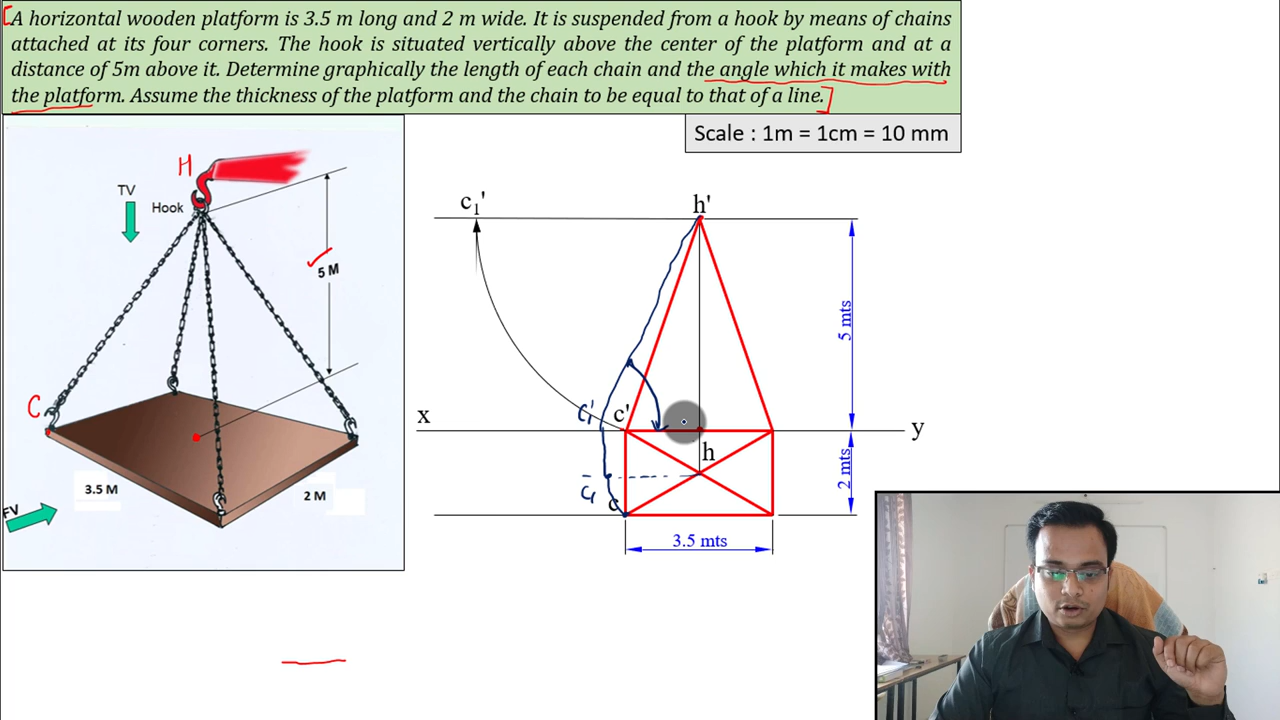 A horizontal wooden platform is 3.5 m long and 2 m wide. It is suspended from a hook by means of chains
attached at its four corners. The hook is situated vertically above the center of the platform and at a
distance of 5m above it. Determine graphically the length of each chain and the angle which it makes with
the platform. Assume the thickness of the platform and the chain to be equal to that of a line.
Scale : 1m = 1cm = 10 mm
H
TV
Hook
5 M
C
3.5 M
2 M
FV
c₁'
h'
5 mts
x
c₁'
c'
y
h
2 mts
c₁
c
3.5 mts